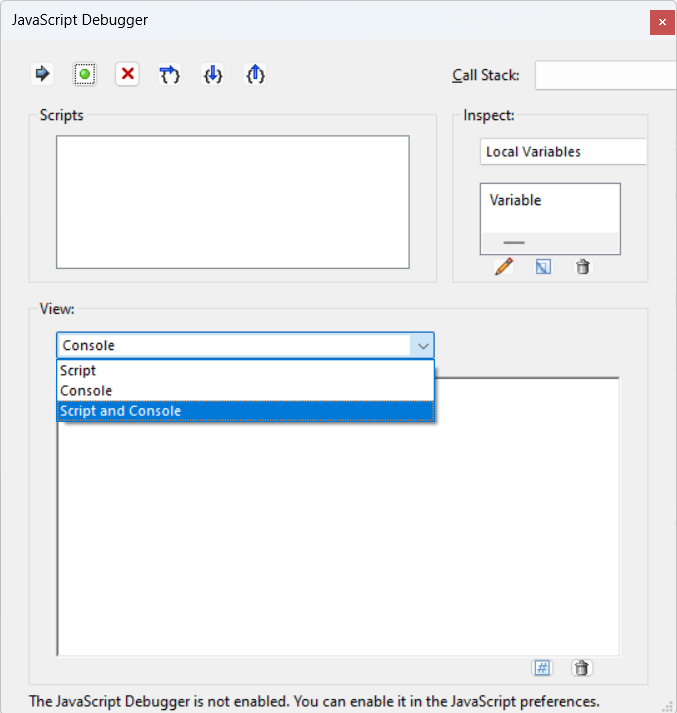 JavaScript Debugger
Call Stack:
Scripts
Inspect:
Local Variables
Variable
View:
Console
Script
Console
Script and Console
The JavaScript Debugger is not enabled. You can enable it in the JavaScript preferences.